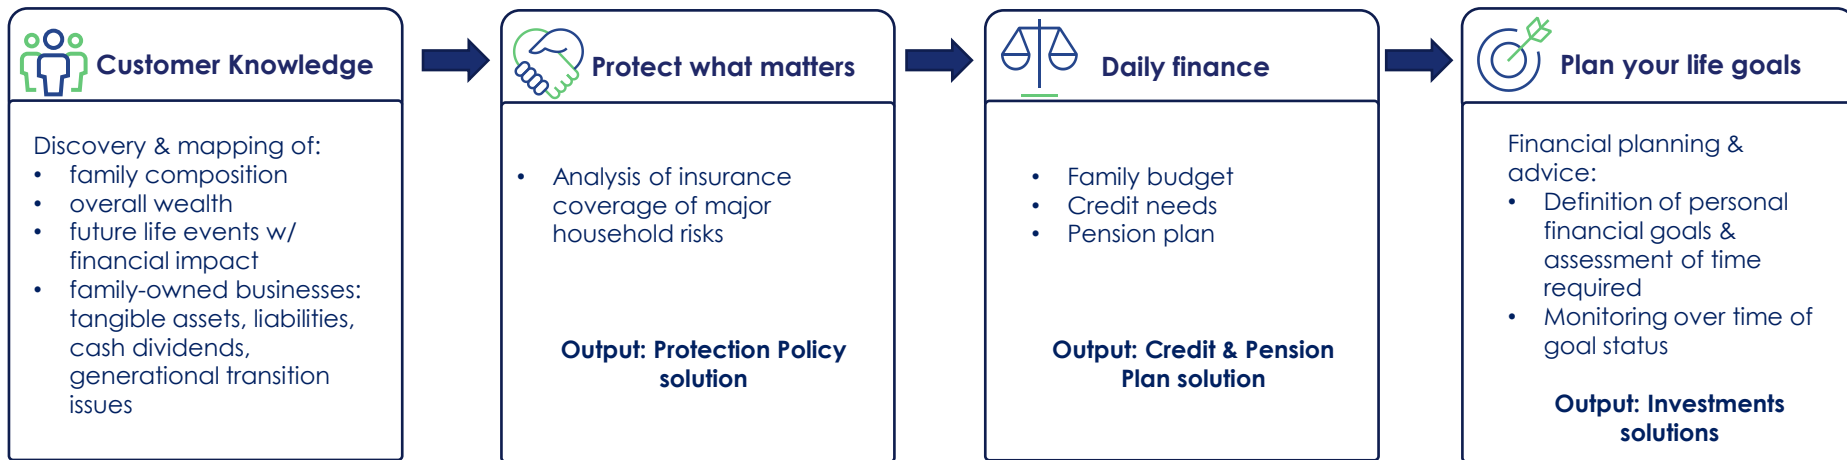 Customer Knowledge
Discovery & mapping of:
• family composition
• overall wealth
• future life events w/
financial impact
• family-owned businesses:
tangible assets, liabilities,
cash dividends,
generational transition
issues
Protect what matters
• Analysis of insurance
coverage of major
household risks
Output: Protection Policy
solution
Daily finance
• Family budget
• Credit needs
• Pension plan
Output: Credit & Pension
Plan solution
Plan your life goals
Financial planning &
advice:
• Definition of personal
financial goals &
assessment of time
required
• Monitoring over time of
goal status
Output: Investments
solutions